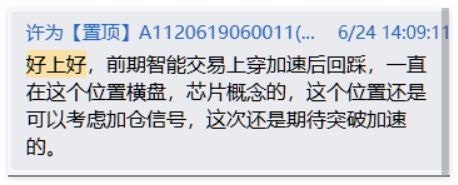 许为【置顶】A1120619060011(... 6/24 14:09:11
好上好，前期智能交易上穿加速后回踩，一直
在这个位置横盘，芯片概念的，这个位置还是
可以考虑加仓信号，这次还是期待突破加速
的。